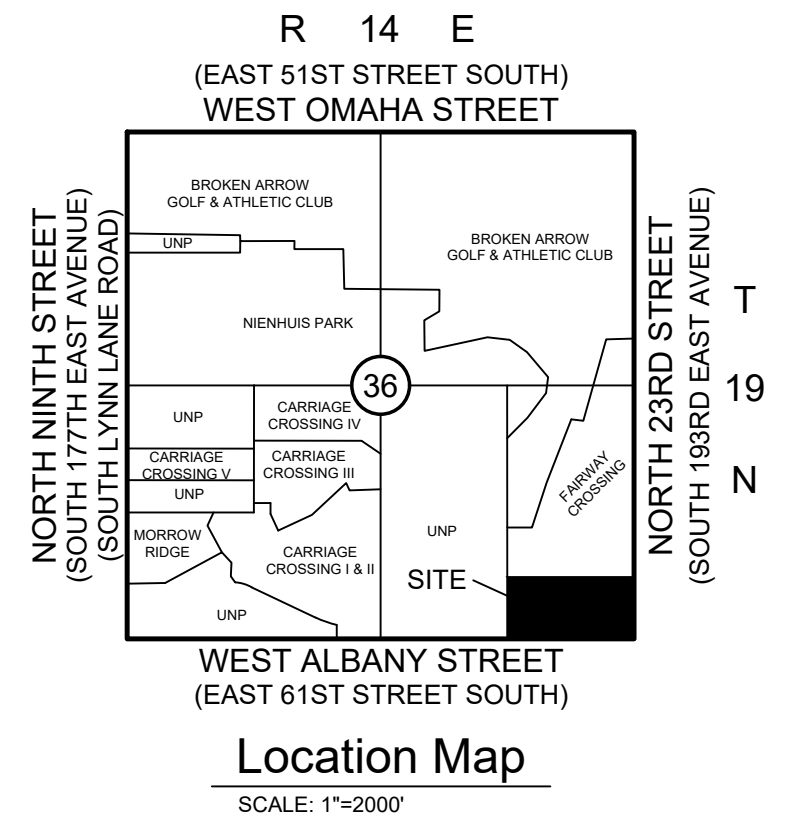 R 14 E
(EAST 51ST STREET SOUTH)
WEST OMAHA STREET
NORTH NINTH STREET
(SOUTH 177TH EAST AVENUE)
(SOUTH LYNN LANE ROAD)
BROKEN ARROW
GOLF & ATHLETIC CLUB
UNP
BROKEN ARROW
GOLF & ATHLETIC CLUB
NIENHUIS PARK
36
UNP
CARRIAGE
CROSSING IV
CARRIAGE
CROSSING V
CARRIAGE
CROSSING III
UNP
FAIRWAY
CROSSING
MORROW
RIDGE
CARRIAGE
CROSSING I & II
UNP
SITE
UNP
NORTH 23RD STREET
(SOUTH 193RD EAST AVENUE)
T
19
N
WEST ALBANY STREET
(EAST 61ST STREET SOUTH)
Location Map
SCALE: 1"=2000'